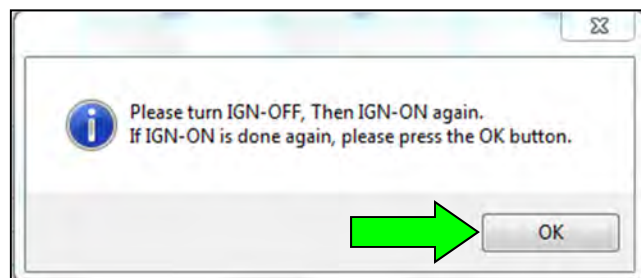 Please turn IGN-OFF, Then IGN-ON again.
If IGN-ON is done again, please press the OK button.
OK